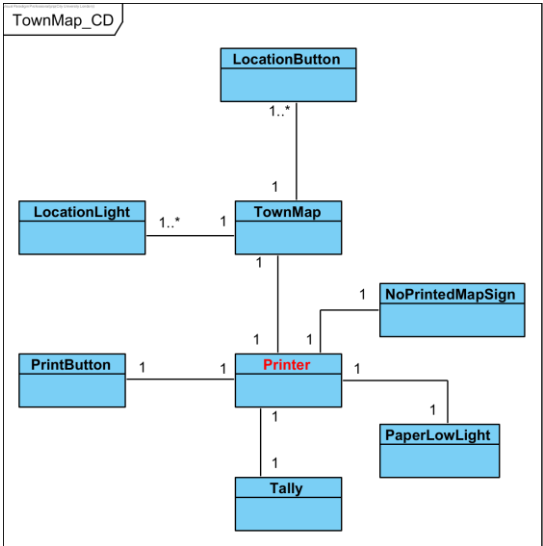 TownMap_CD
LocationButton
1..*
1
LocationLight
1..*
1
TownMap
1
1
NoPrintedMapSign
1
1
PrintButton
1
1
Printer
1
1
PaperLowLight
1
1
Tally